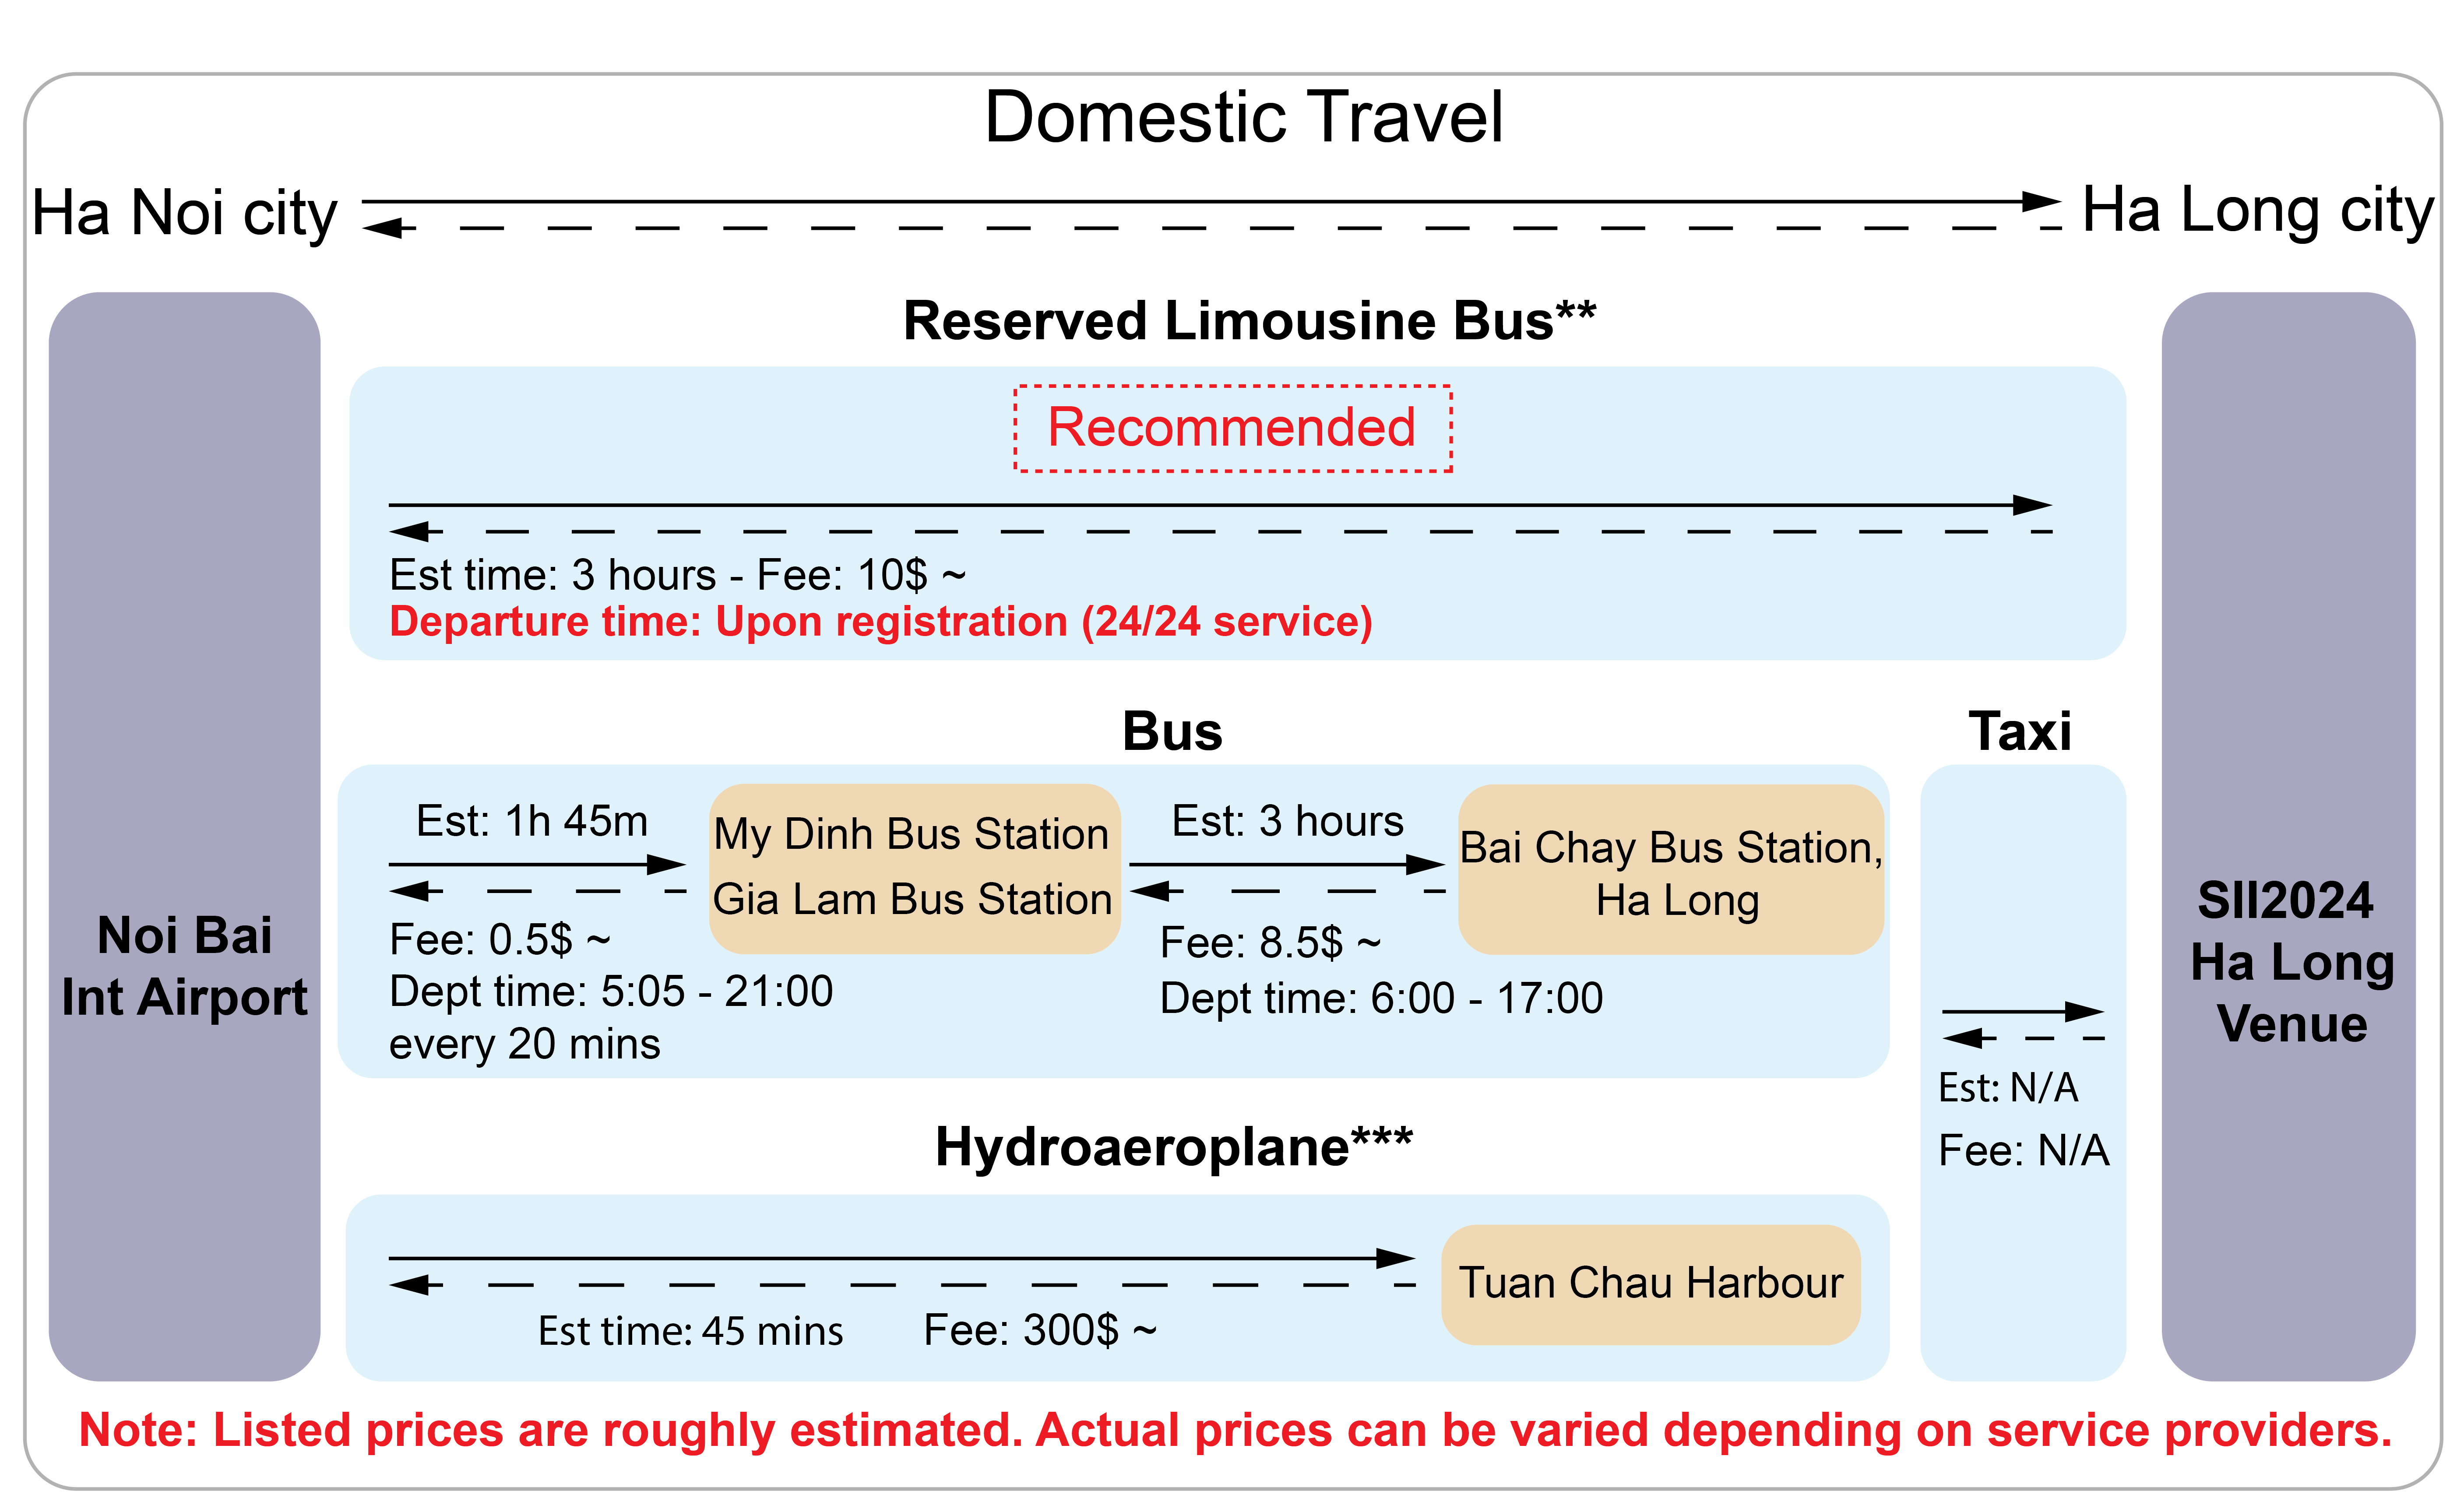 Domestic Travel
Ha Noi city
Ha Long city
Reserved Limousine Bus**
Recommended
Est time: 3 hours - Fee: 10$ ~
Departure time: Upon registration (24/24 service)
Noi Bai
Int Airport
Bus
Est: 1h 45m
Fee: 0.5$ ~
Dept time: 5:05 - 21:00
every 20 mins
My Dinh Bus Station
Gia Lam Bus Station
Est: 3 hours
Fee: 8.5$ ~
Dept time: 6:00 - 17:00
Bai Chay Bus Station,
Ha Long
Taxi
Est: N/A
Fee: N/A
SII2024
Ha Long
Venue
Hydroaeroplane***
Est time: 45 mins Fee: 300$ ~
Tuan Chau Harbour
Note: Listed prices are roughly estimated. Actual prices can be varied depending on service providers.